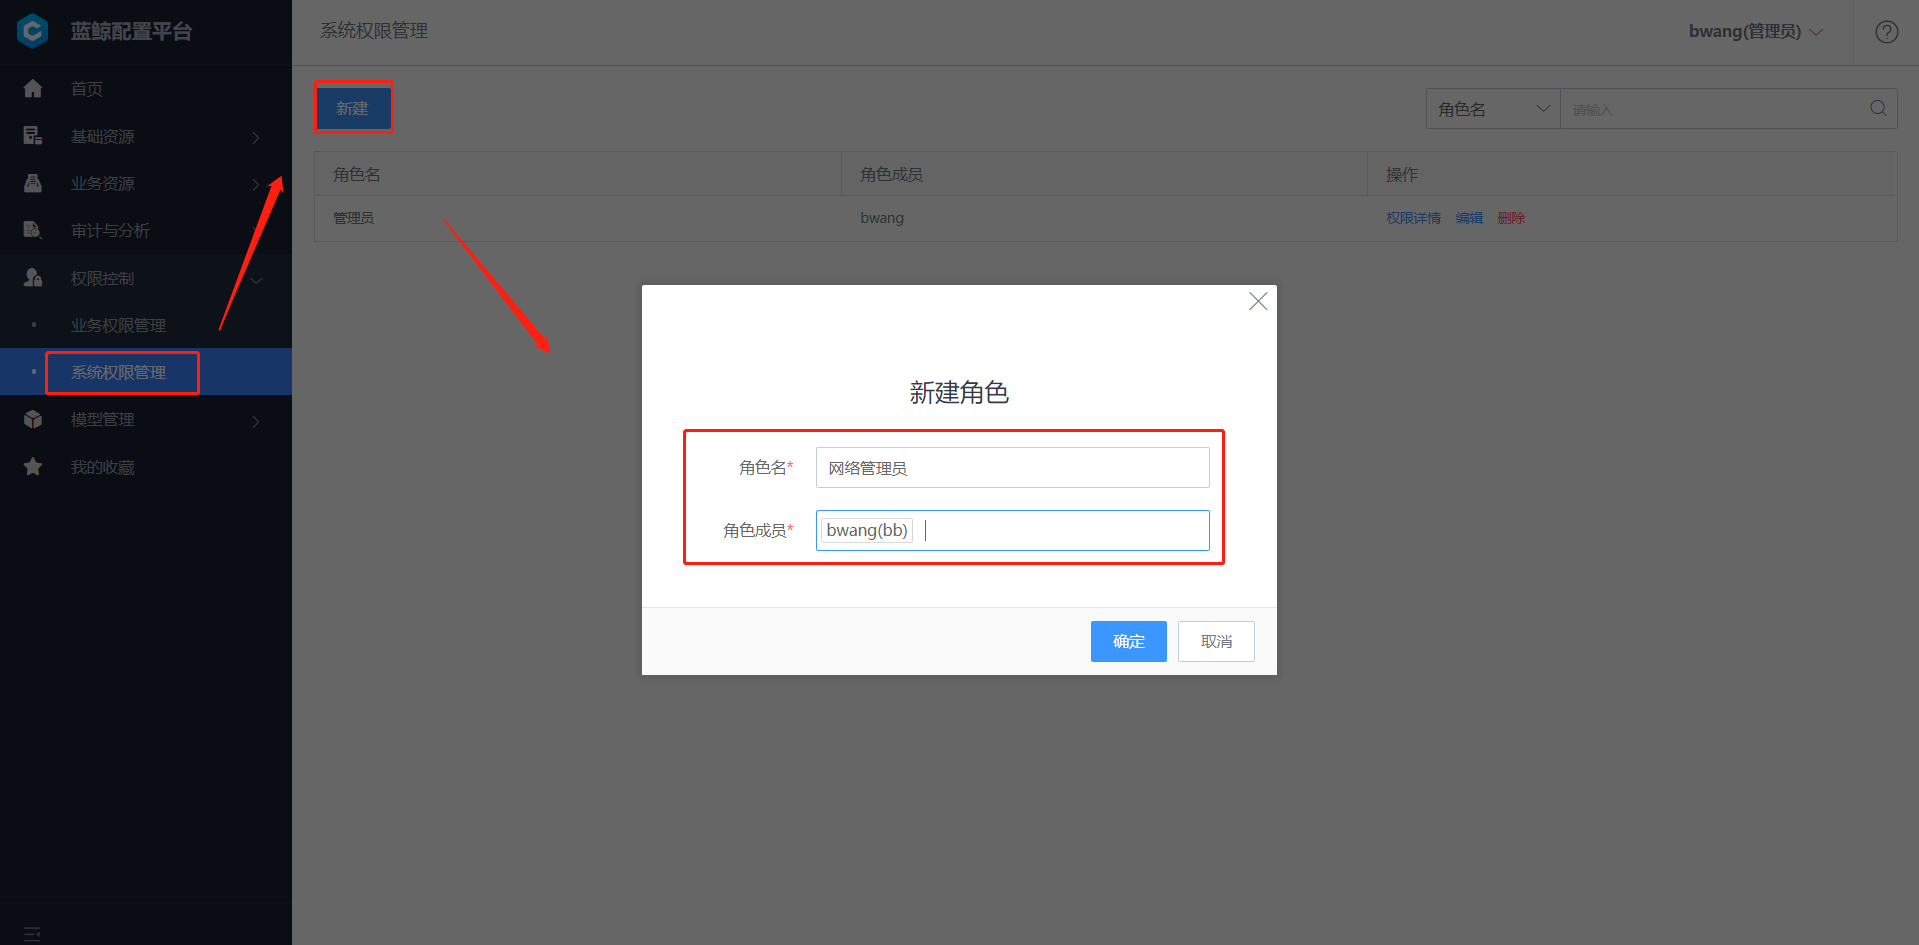 蓝鲸配置平台
首页
基础资源
业务资源
审计与分析
权限控制
业务权限管理
系统权限管理
模型管理
我的收藏
系统权限管理
bwang(管理员)
新建
角色名
请输入
角色名 角色成员 操作
管理员 bwang 权限详情 编辑 删除
新建角色
角色名* 网络管理员
角色成员* bwang(bb)
确定 取消